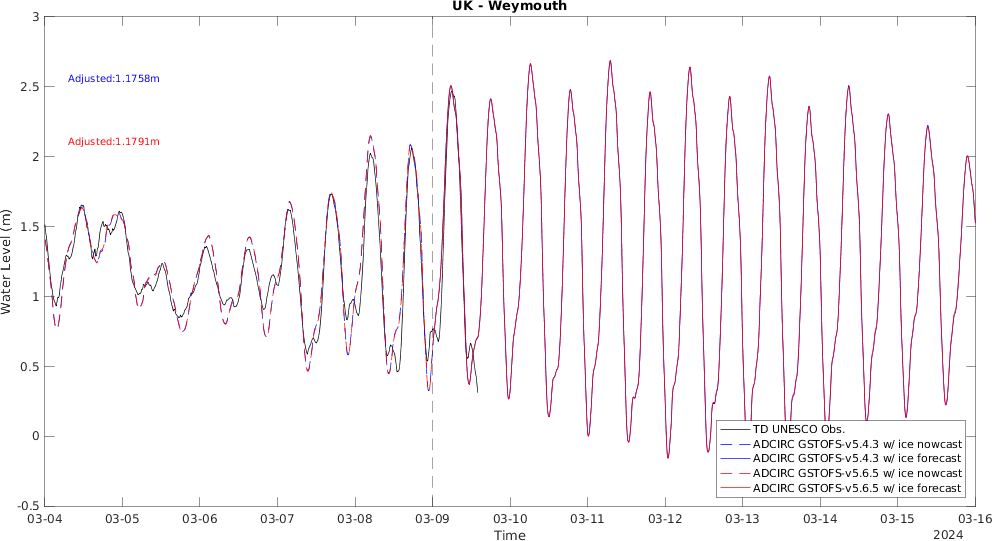 UK - Weymouth
3
2.5
2
1.5
1
0.5
0
-0.5
Water Level (m)
Adjusted:1.1758m
Adjusted:1.1791m
TD UNESCO Obs.
ADCIRC GSTOFS-v5.4.3 w/ ice nowcast
ADCIRC GSTOFS-v5.4.3 w/ ice forecast
ADCIRC GSTOFS-v5.6.5 w/ ice nowcast
ADCIRC GSTOFS-v5.6.5 w/ ice forecast
03-04 03-05 03-06 03-07 03-08 03-09 03-10 03-11 03-12 03-13 03-14 03-15 03-16
Time
2024